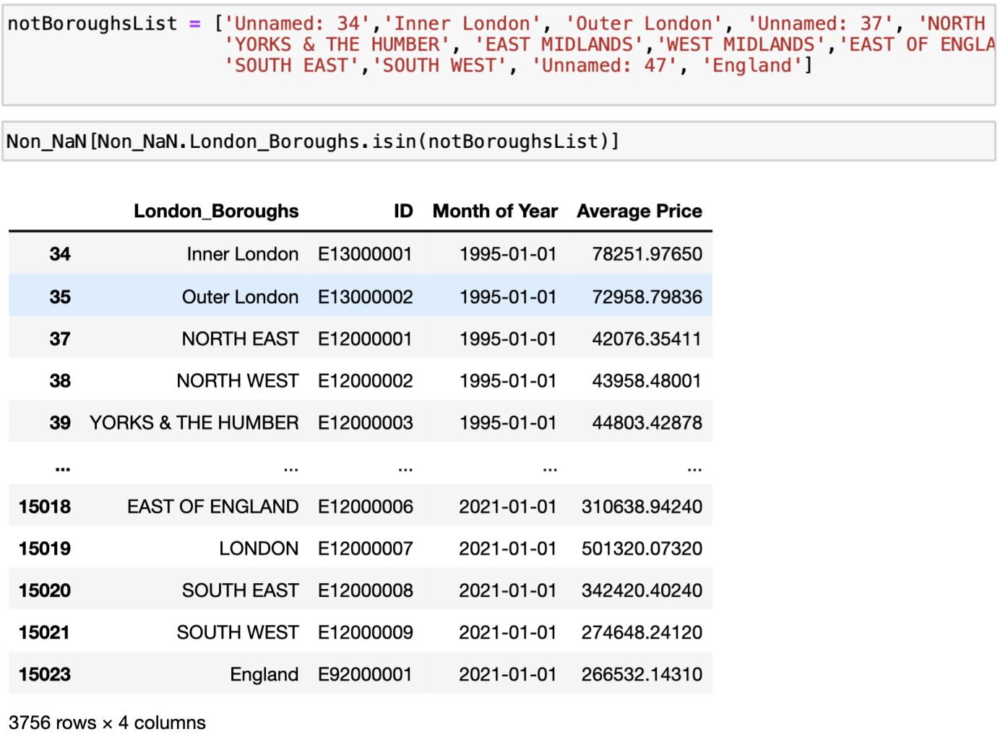 notBoroughsList = ['Unnamed: 34','Inner London', 'Outer London', 'Unnamed: 37', 'NORTH
'YORKS & THE HUMBER', 'EAST MIDLANDS','WEST MIDLANDS','EAST OF ENGLA
'SOUTH EAST','SOUTH WEST', 'Unnamed: 47', 'England']
Non_NaN[Non_NaN.London_Boroughs.isin(notBoroughsList)]
London_Boroughs ID Month of Year Average Price
34 Inner London E13000001 1995-01-01 78251.97650
35 Outer London E13000002 1995-01-01 72958.79836
37 NORTH EAST E12000001 1995-01-01 42076.35411
38 NORTH WEST E12000002 1995-01-01 43958.48001
39 YORKS & THE HUMBER E12000003 1995-01-01 44803.42878
... ... ... ... ...
15018 EAST OF ENGLAND E12000006 2021-01-01 310638.94240
15019 LONDON E12000007 2021-01-01 501320.07320
15020 SOUTH EAST E12000008 2021-01-01 342420.40240
15021 SOUTH WEST E12000009 2021-01-01 274648.24120
15023 England E92000001 2021-01-01 266532.14310
3756 rows × 4 columns